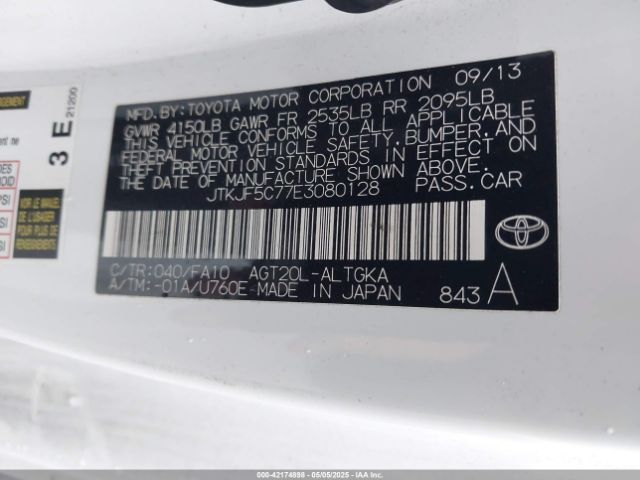 MFD. BY: TOYOTA MOTOR CORPORATION 09/13
GVWR 4150LB GAWR FR 2535LB RR 2095LB
THIS VEHICLE CONFORMS TO ALL APPLICABLE
FEDERAL MOTOR VEHICLE SAFETY, BUMPER, AND
THEFT PREVENTION STANDARDS IN EFFECT ON
THE DATE OF MANUFACTURE SHOWN ABOVE.
JTKJF5C77E3080128 PASS. CAR
C/TR: 040/FA10 AGT20L-ALTGKA
A/TM: -01A/U760E MADE IN JAPAN 843 A
3 E 21200
000-42174898 - 05/05/2025 - IAAI.COM